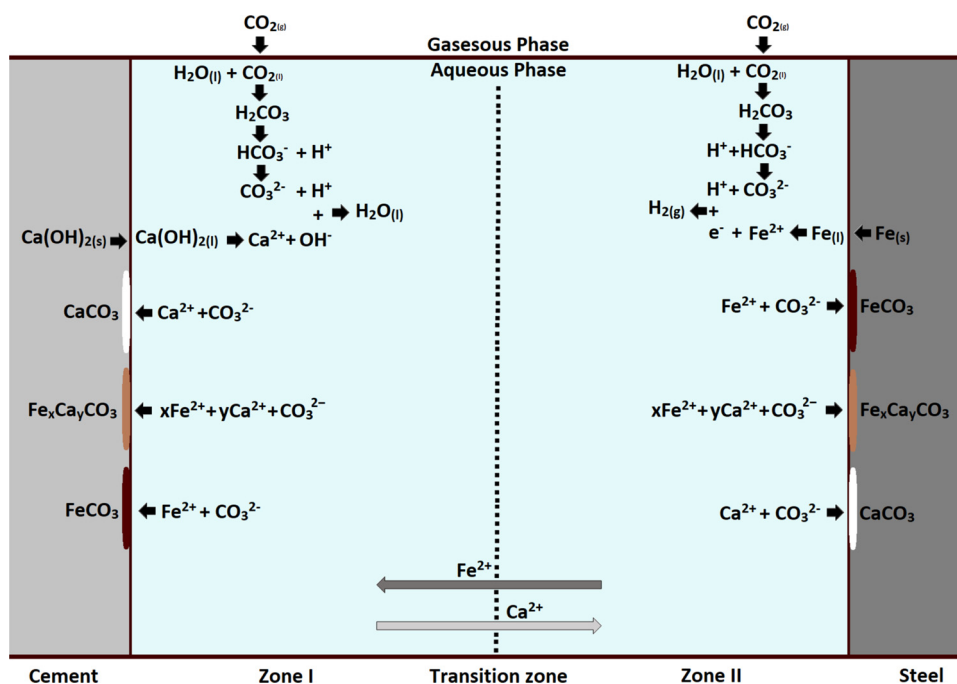 CO₂₍g₎ CO₂₍g₎
Gasesous Phase
Aqueous Phase
H₂O₍l₎ + CO₂₍l₎ H₂O₍l₎ + CO₂₍l₎
H₂CO₃ H₂CO₃
HCO₃⁻ + H⁺ H⁺+HCO₃⁻
CO₃²⁻ + H⁺ H⁺+ CO₃²⁻
+ H₂O₍l₎ H₂₍g₎ +
Ca(OH)₂₍s₎ Ca(OH)₂₍l₎ Ca²⁺+ OH⁻ e⁻ + Fe²⁺ Fe₍l₎ Fe₍s₎
CaCO₃ Ca²⁺ +CO₃²⁻ Fe²⁺ + CO₃²⁻ FeCO₃
FeₓCaᵧCO₃ xFe²⁺+ yCa²⁺+CO₃²⁻ xFe²⁺+ yCa²⁺+CO₃²⁻ FeₓCaᵧCO₃
FeCO₃ Fe²⁺+ CO₃²⁻ Ca²⁺ + CO₃²⁻ CaCO₃
Fe²⁺
Ca²⁺
Cement Zone I Transition zone Zone II Steel